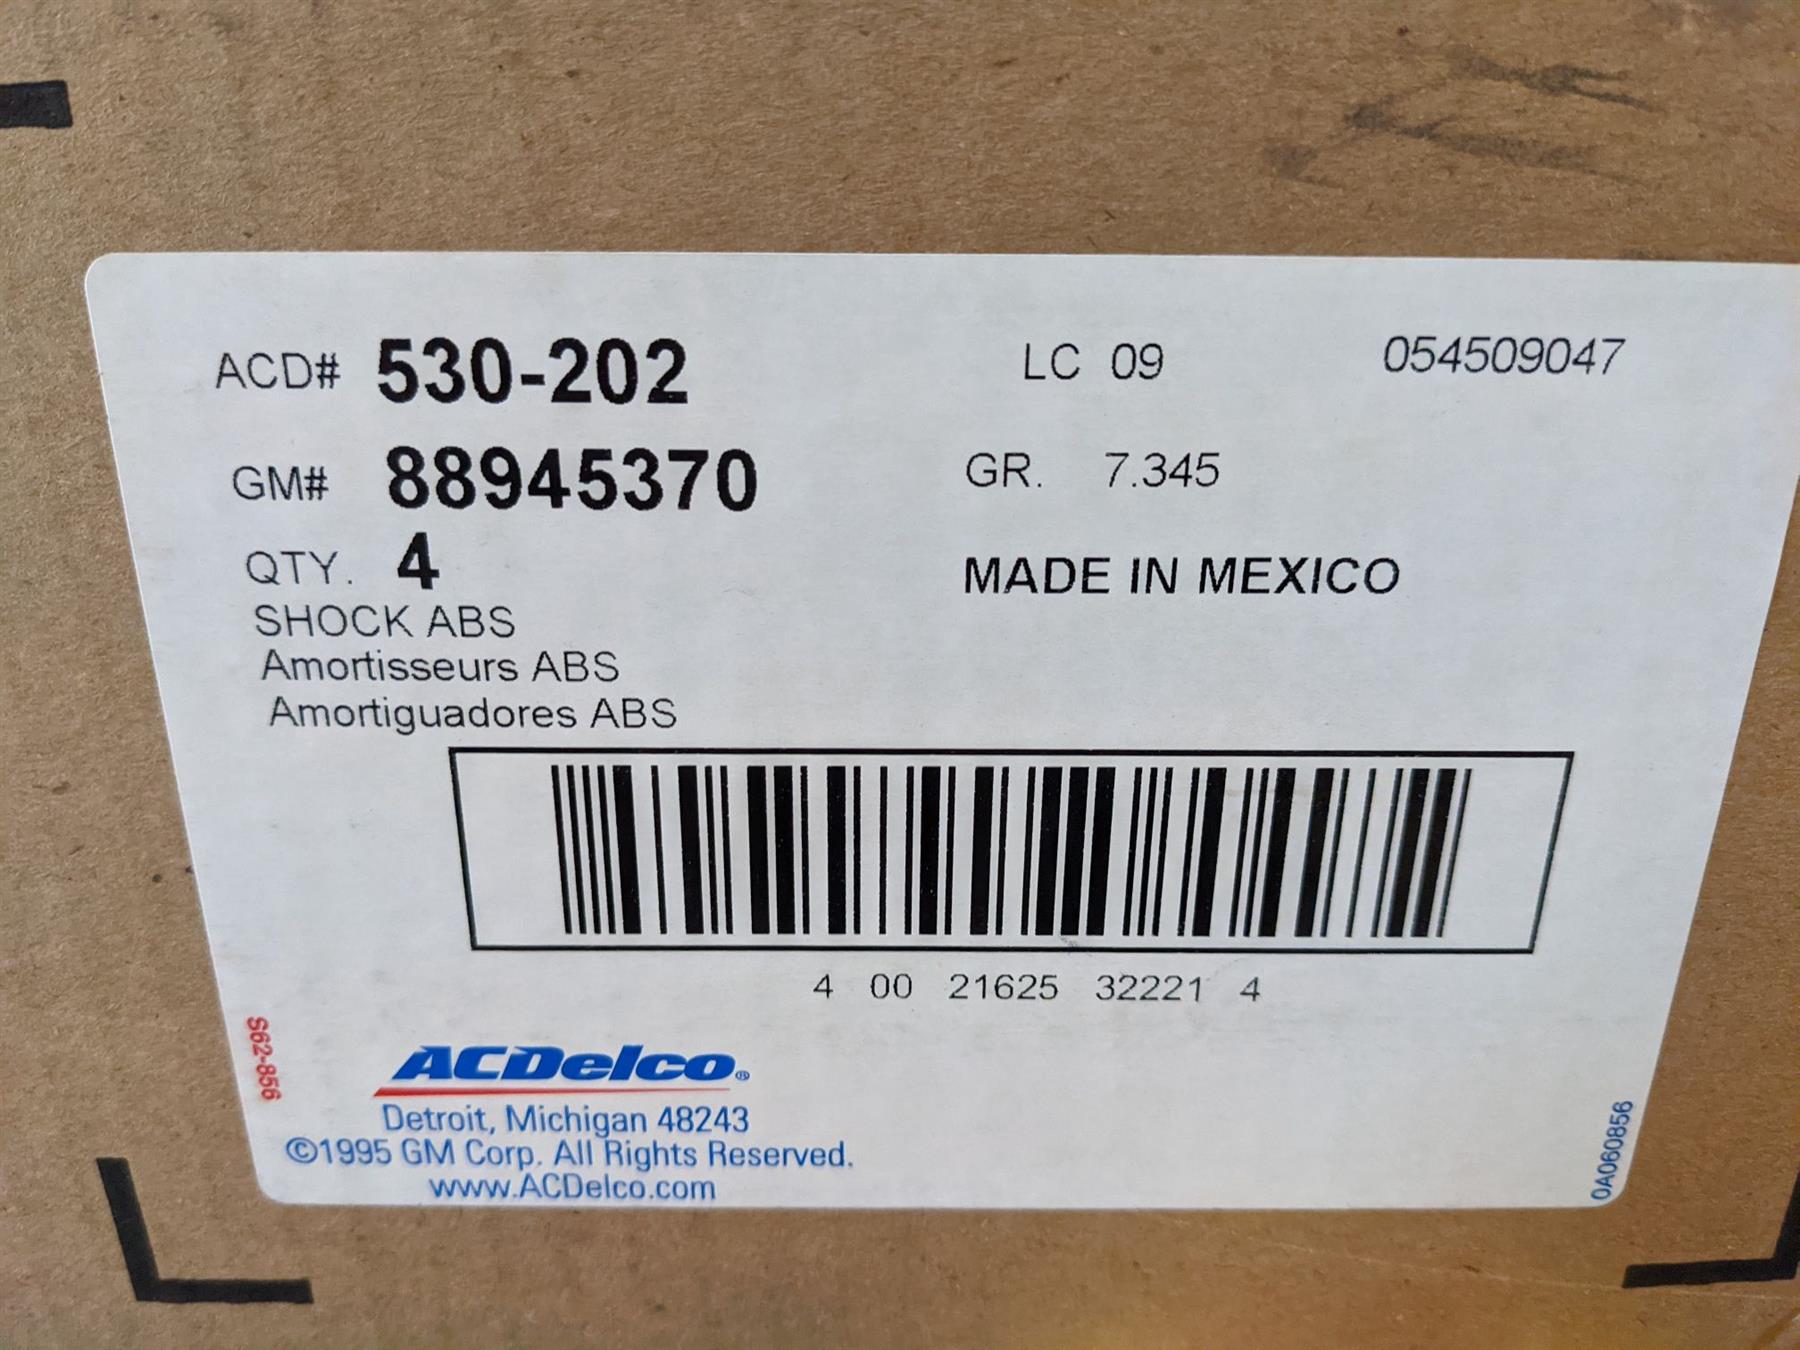 ACD# 530-202 LC 09 054509047
GM# 88945370 GR. 7.345
QTY. 4 MADE IN MEXICO
SHOCK ABS
Amortisseurs ABS
Amortiguadores ABS
4 00 21625 32221 4
S62-856
ACDelco®
Detroit, Michigan 48243
©1995 GM Corp. All Rights Reserved.
www.ACDelco.com
0A060856